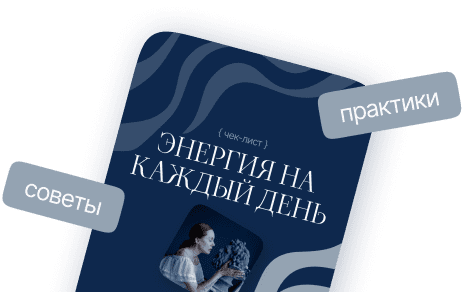 практики
{ чек-лист }
ЭНЕРГИЯ НА
КАЖДЫЙ ДЕНЬ
советы